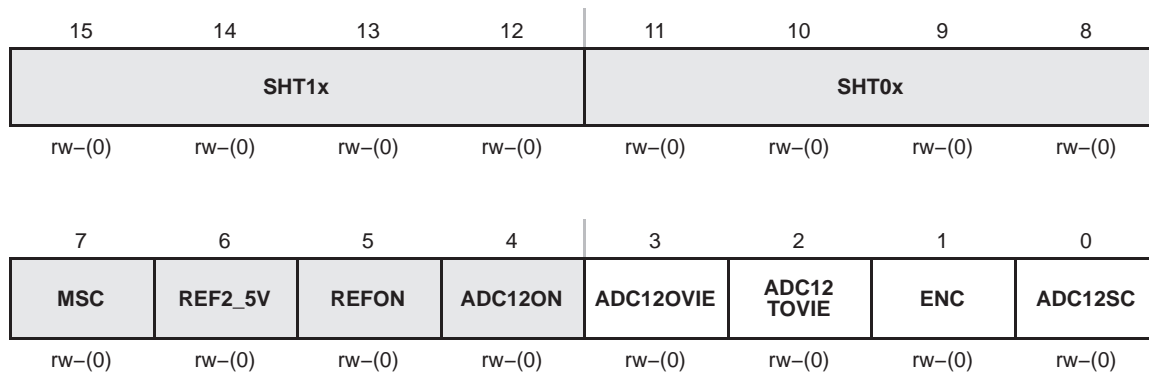 15 14 13 12 11 10 9 8
SHT1x SHT0x
rw−(0) rw−(0) rw−(0) rw−(0) rw−(0) rw−(0) rw−(0) rw−(0)
7 6 5 4 3 2 1 0
MSC REF2_5V REFON ADC12ON ADC12OVIE ADC12
TOVIE ENC ADC12SC
rw−(0) rw−(0) rw−(0) rw−(0) rw−(0) rw−(0) rw−(0) rw−(0)